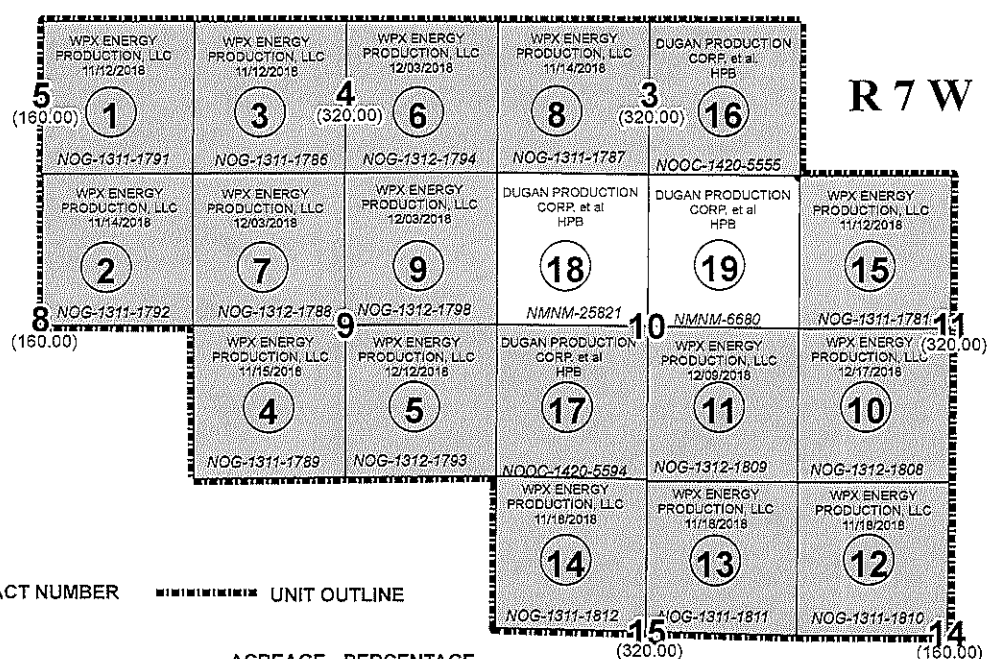 WPX ENERGY
PRODUCTION, LLC
11/12/2018
1
NOG-1311-1791
WPX ENERGY
PRODUCTION, LLC
11/12/2018
3
NOG-1311-1786
WPX ENERGY
PRODUCTION, LLC
12/03/2018
6
NOG-1312-1794
WPX ENERGY
PRODUCTION, LLC
11/14/2018
8
NOG-1311-1787
DUGAN PRODUCTION
CORP, et al.
HPB
16
NOOC-1420-5555
5
(160.00)
4
(320.00)
3
(320.00)
R 7 W
WPX ENERGY
PRODUCTION, LLC
11/14/2018
2
NOG-1311-1792
WPX ENERGY
PRODUCTION, LLC
12/03/2018
7
NOG-1312-1788
WPX ENERGY
PRODUCTION, LLC
12/03/2018
9
NOG-1312-1798
DUGAN PRODUCTION
CORP, et al
HPB
18
NMNM-25821
DUGAN PRODUCTION
CORP, et al
HPB
19
NMNM-6680
WPX ENERGY
PRODUCTION, LLC
11/12/2018
15
NOG-1311-1781
8
(160.00)
9
10
11
(320.00)
WPX ENERGY
PRODUCTION, LLC
11/15/2018
4
NOG-1311-1789
WPX ENERGY
PRODUCTION, LLC
12/12/2018
5
NOG-1312-1793
DUGAN PRODUCTION
CORP, et al
HPB
17
NOOC-1420-5594
WPX ENERGY
PRODUCTION, LLC
12/09/2018
11
NOG-1312-1809
WPX ENERGY
PRODUCTION, LLC
12/17/2018
10
NOG-1312-1808
WPX ENERGY
PRODUCTION, LLC
11/18/2018
14
NOG-1311-1812
WPX ENERGY
PRODUCTION, LLC
11/18/2018
13
NOG-1311-1811
WPX ENERGY
PRODUCTION, LLC
11/18/2018
12
NOG-1311-1810
15
(320.00)
14
(160.00)
ACT NUMBER
UNIT OUTLINE
ACREAGE PERCENTAGE